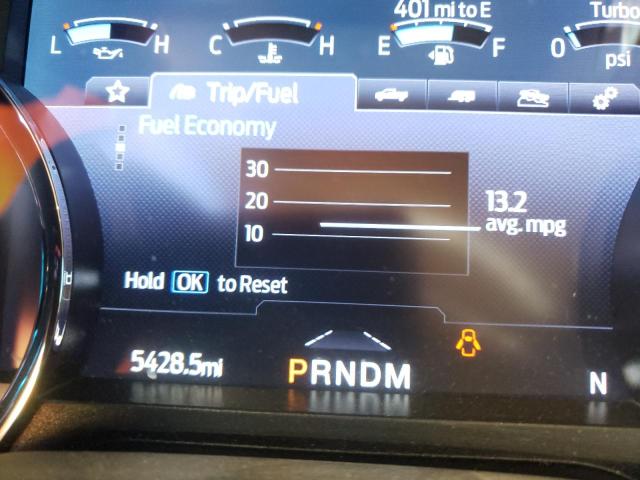 401 mi to E
Turbo
L H C H E F 0 psi
Trip/Fuel
Fuel Economy
30
20
10
13.2
avg. mpg
Hold OK to Reset
5428.5mi
PRNDM
N